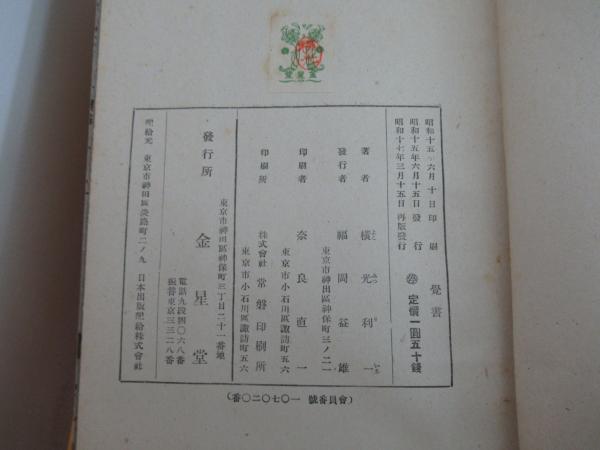 金星堂
覺書
定價一圓五十錢
昭和十五年六月十日印刷
昭和十五年六月十五日發行
昭和十七年三月十五日再版發行
著者 橫光利一
發行者 福岡益雄
東京市神田區神保町三ノ二一
印刷者 奈良直一
東京市小石川區諏訪町五六
印刷所 株式會社 常磐印刷所
東京市小石川區諏訪町五六
發行所 金星堂
東京市神田區神保町三丁目二十一番地
電話九段四〇六八番
振替東京三三二八番
配給元 東京市神田區淡路町二ノ九 日本出版配給株式會社
(會員番號 一〇七〇二〇番)